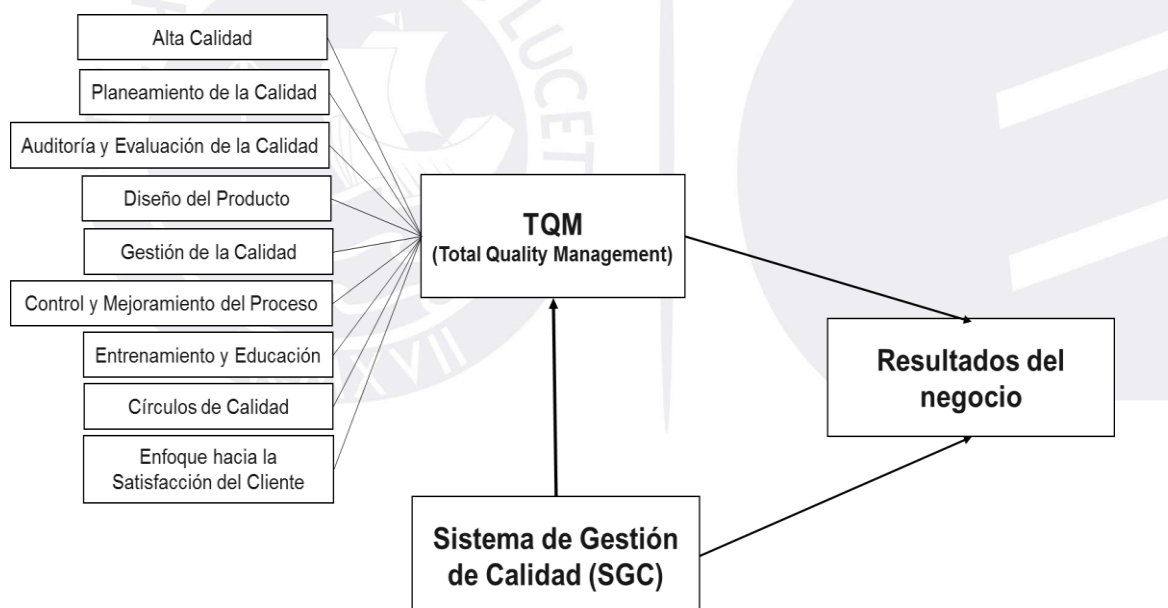 Alta Calidad
Planeamiento de la Calidad
Auditoría y Evaluación de la Calidad
Diseño del Producto
Gestión de la Calidad
Control y Mejoramiento del Proceso
Entrenamiento y Educación
Círculos de Calidad
Enfoque hacia la
Satisfacción del Cliente
TQM
(Total Quality Management)
Sistema de Gestión
de Calidad (SGC)
Resultados del
negocio